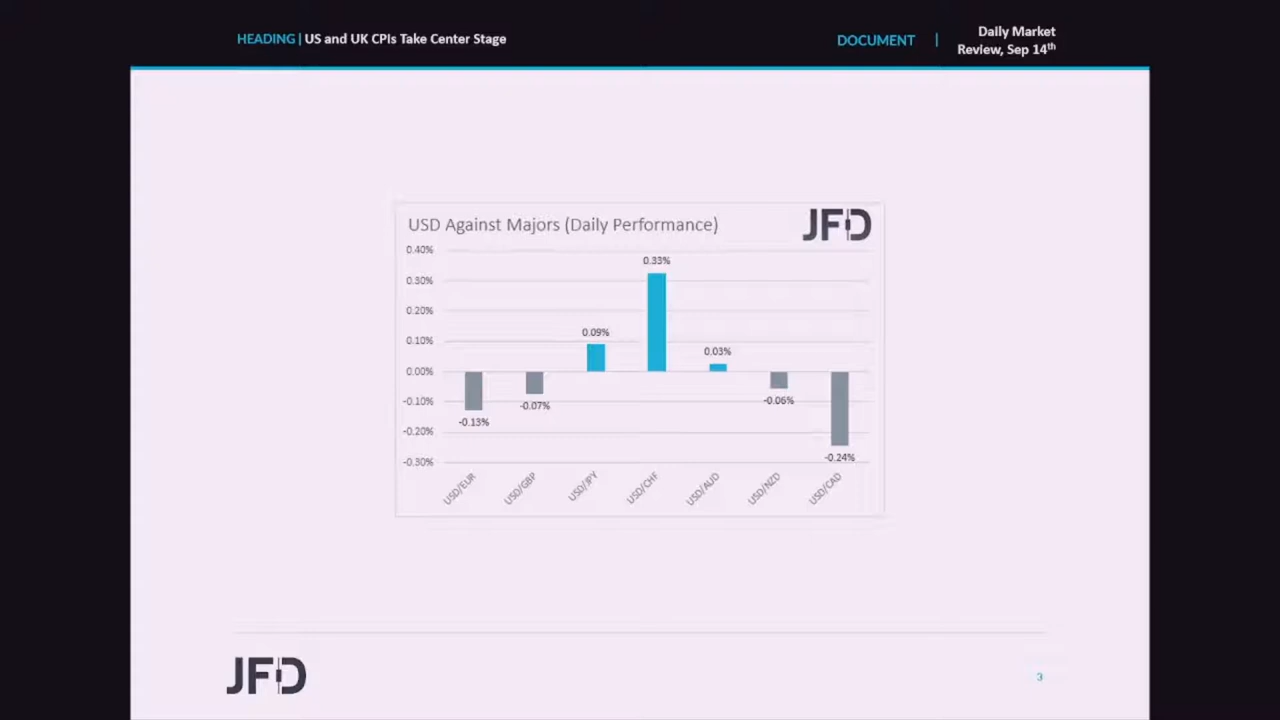 HEADING | US and UK CPIs Take Center Stage
DOCUMENT |
Daily Market
Review, Sep 14th
USD Against Majors (Daily Performance)
JFD
0.40%
0.30%
0.20%
0.10%
0.00%
-0.10%
-0.20%
-0.30%
-0.13%
-0.07%
0.09%
0.33%
0.03%
-0.06%
-0.24%
USD/EUR
USD/GBP
USD/JPY
USD/CHF
USD/AUD
USD/NZD
USD/CAD
JFD
3